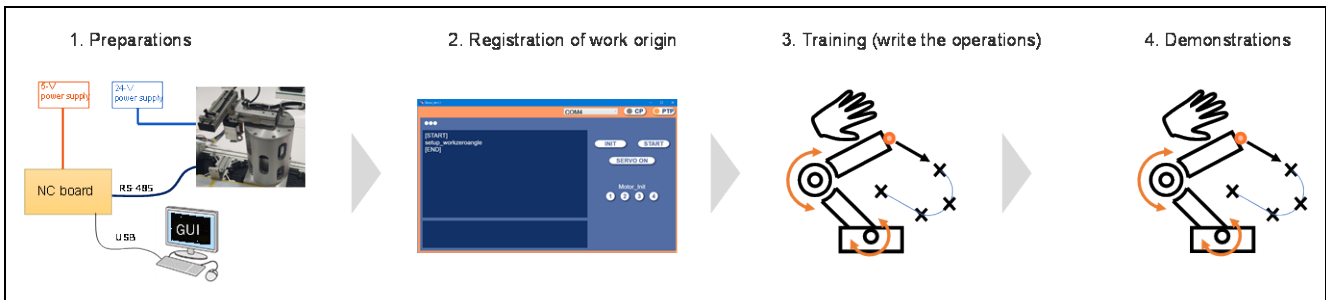 1. Preparations
2. Registration of work origin
3. Training (write the operations)
4. Demonstrations
5-V
power supply
24-V
power supply
NC board
RS-485
USB
GUI
COM4
CP
PTP
[START]
setup_workzeroangle
[END]
INIT
START
SERVO ON
Motor_Init
1
2
3
4